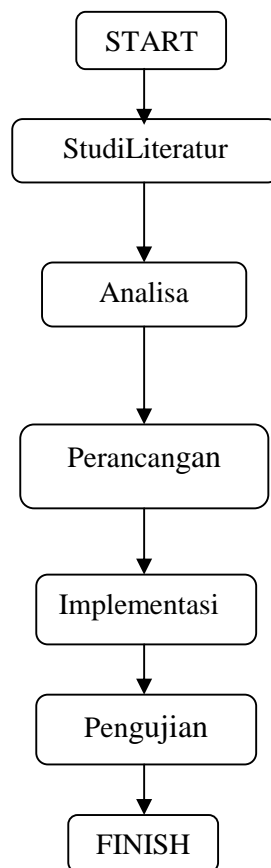 START
StudiLiteratur
Analisa
Perancangan
Implementasi
Pengujian
FINISH